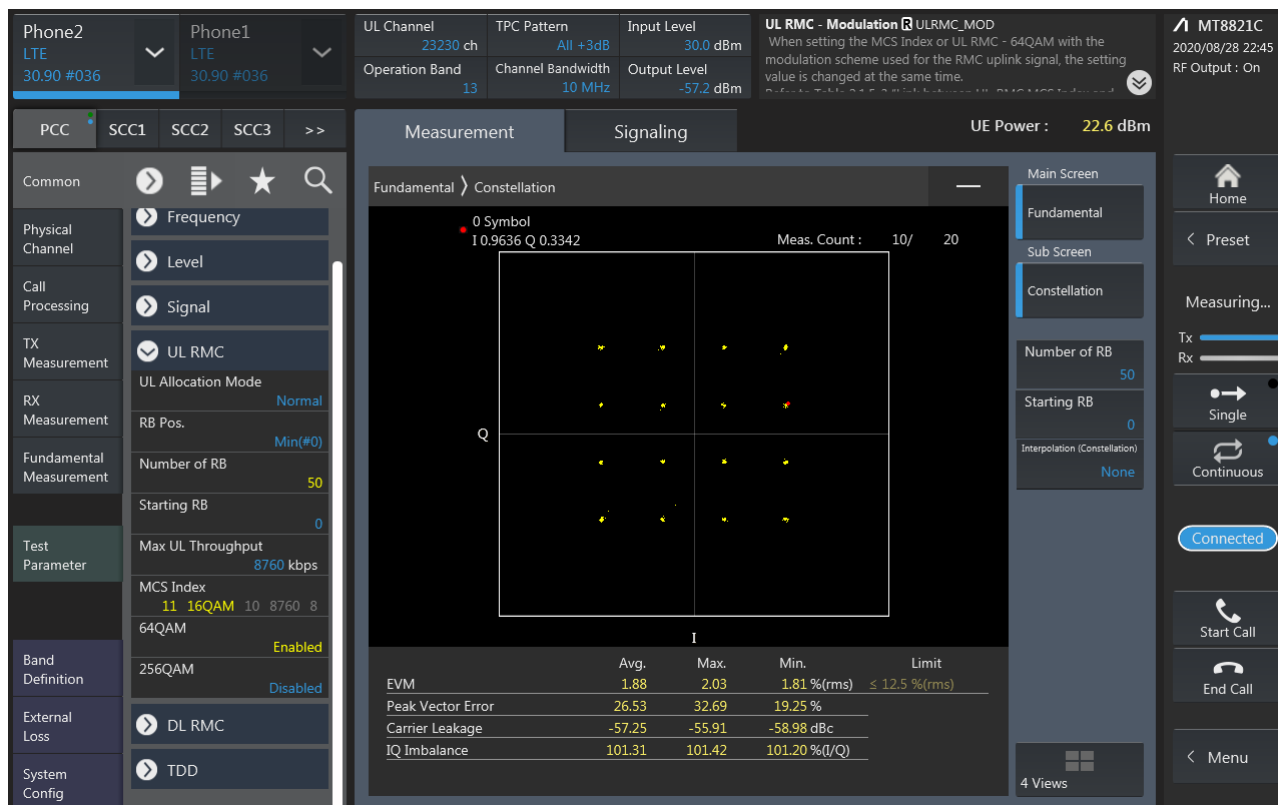 Phone2
LTE
30.90 #036
Phone1
LTE
30.90 #036
UL Channel
23230 ch
Operation Band
13
TPC Pattern
All +3dB
Channel Bandwidth
10 MHz
Input Level
30.0 dBm
Output Level
-57.2 dBm
UL RMC - Modulation R ULRMC_MOD
When setting the MCS Index or UL RMC - 64QAM with the
modulation scheme used for the RMC uplink signal, the setting
value is changed at the same time.
MT8821C
2020/08/28 22:45
RF Output : On
PCC
SCC1
SCC2
SCC3
>>
Measurement
Signaling
UE Power : 22.6 dBm
Common
Physical
Channel
Call
Processing
TX
Measurement
RX
Measurement
Fundamental
Measurement
Test
Parameter
Band
Definition
External
Loss
System
Config
Frequency
Level
Signal
UL RMC
UL Allocation Mode
Normal
RB Pos.
Min(#0)
Number of RB
50
Starting RB
0
Max UL Throughput
8760 kbps
MCS Index
11 16QAM 10 8760 8
64QAM
Enabled
256QAM
Disabled
DL RMC
TDD
Fundamental 〉 Constellation
0 Symbol
I 0.9636 Q 0.3342
Meas. Count : 10/ 20
Q
I
Avg. Max. Min. Limit
EVM 1.88 2.03 1.81 %(rms) ≤ 12.5 %(rms)
Peak Vector Error 26.53 32.69 19.25 %
Carrier Leakage -57.25 -55.91 -58.98 dBc
IQ Imbalance 101.31 101.42 101.20 %(I/Q)
Main Screen
Fundamental
Sub Screen
Constellation
Number of RB
50
Starting RB
0
Interpolation (Constellation)
None
4 Views
Home
< Preset
Measuring...
Tx
Rx
Single
Continuous
Connected
Start Call
End Call
< Menu